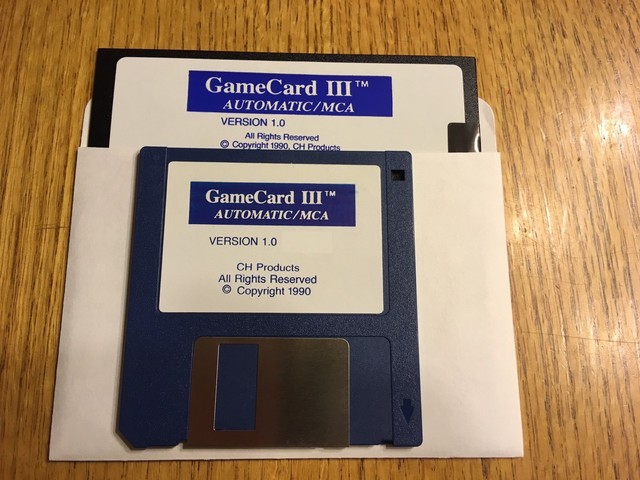 GameCard III™
AUTOMATIC/MCA
VERSION 1.0
All Rights Reserved
© Copyright 1990, CH Products
GameCard III™
AUTOMATIC/MCA
VERSION 1.0
CH Products
All Rights Reserved
© Copyright 1990